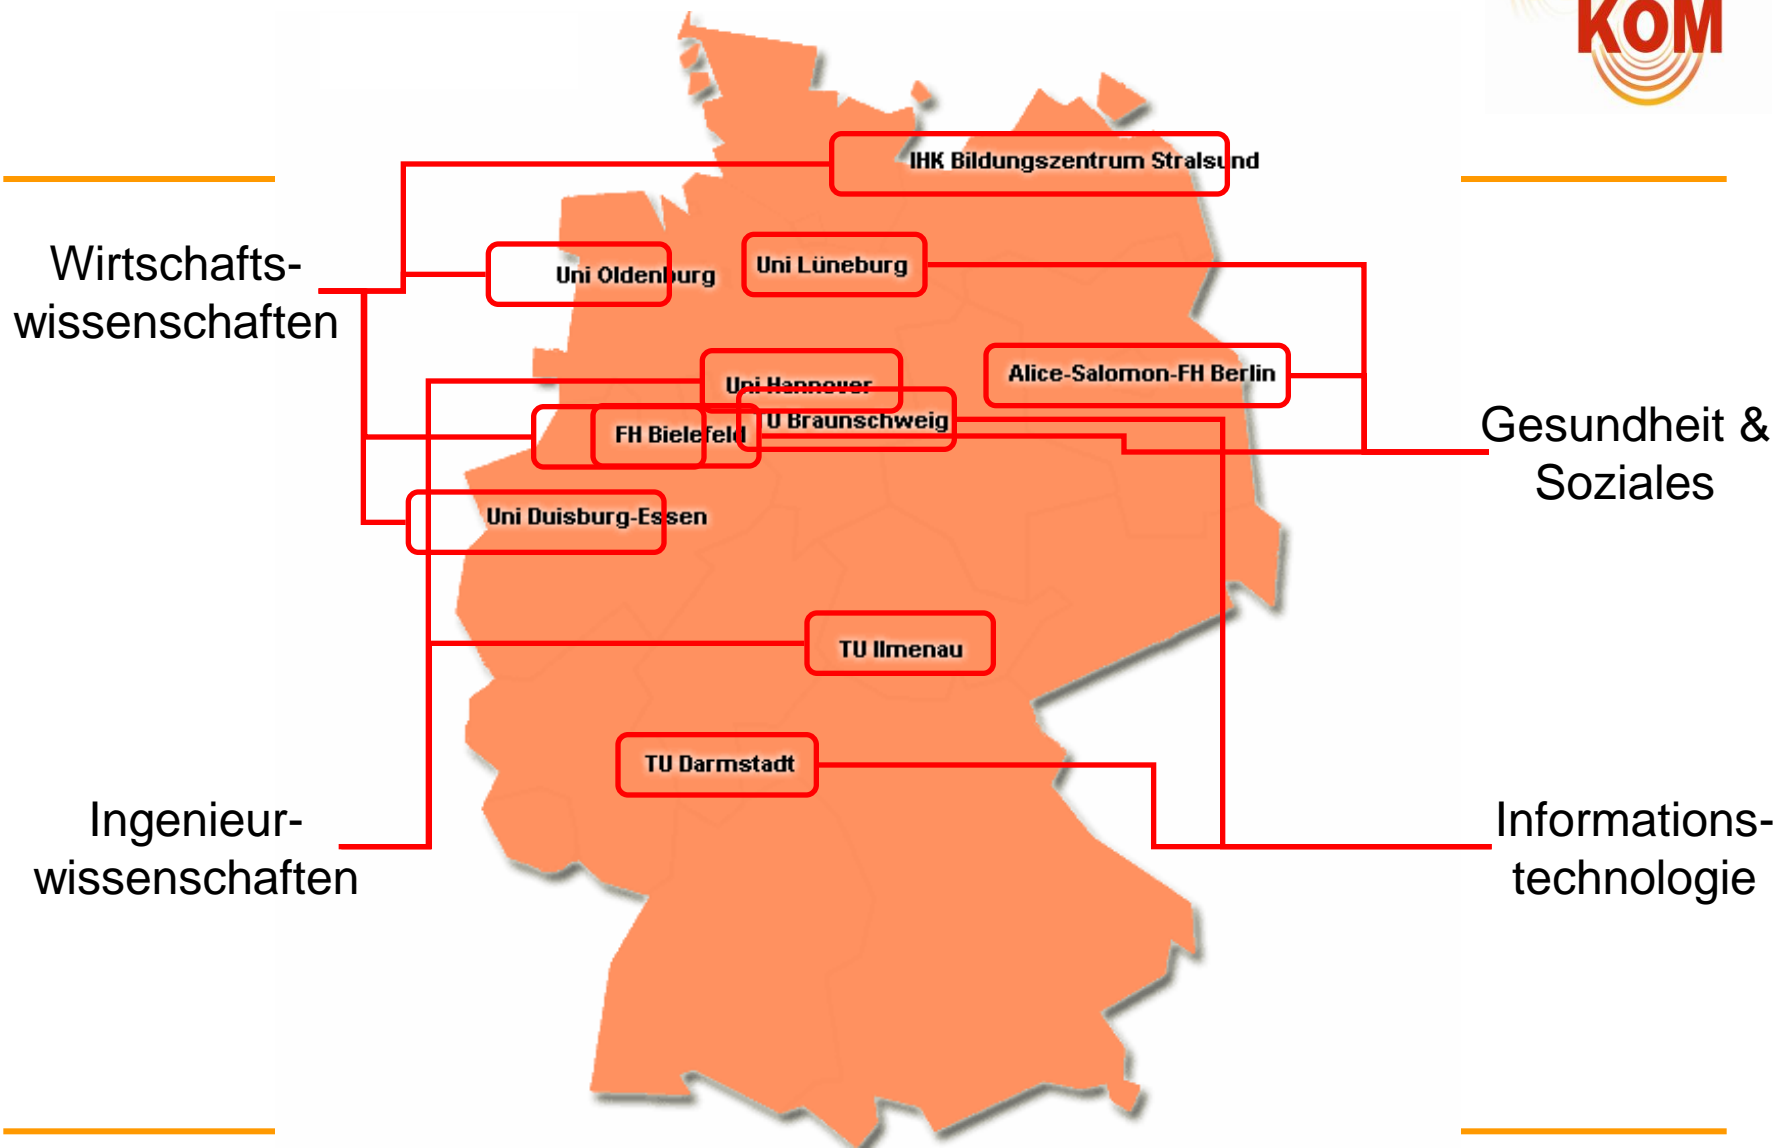 KOM
IHK Bildungszentrum Stralsund
Wirtschafts-
wissenschaften
Uni Oldenburg
Uni Lüneburg
Uni Hannover
Alice-Salomon-FH Berlin
U Braunschweig
FH Bielefeld
Gesundheit &
Soziales
Uni Duisburg-Essen
TU Ilmenau
TU Darmstadt
Ingenieur-
wissenschaften
Informations-
technologie